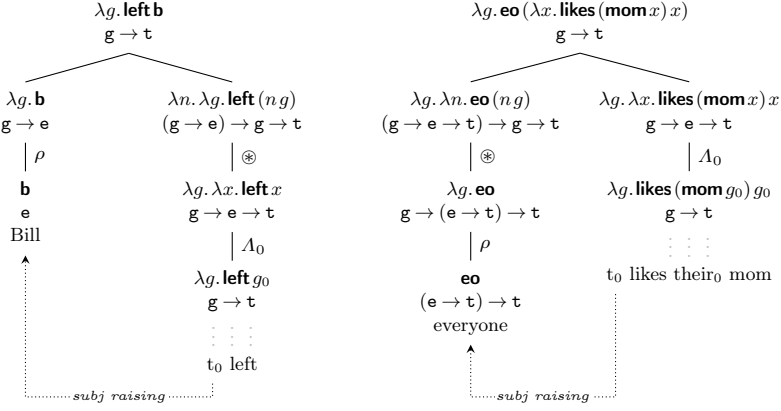 λg. left b
g → t
λg. b
g → e
ρ
b
e
Bill
λn. λg. left (n g)
(g → e) → g → t
⊛
λg. λx. left x
g → e → t
Λ₀
λg. left g₀
g → t
t₀ left
subj raising
λg. eo (λx. likes (mom x) x)
g → t
λg. λn. eo (n g)
(g → e → t) → g → t
⊛
λg. eo
g → (e → t) → t
ρ
eo
(e → t) → t
everyone
λg. λx. likes (mom x) x
g → e → t
Λ₀
λg. likes (mom g₀) g₀
g → t
t₀ likes their₀ mom
subj raising